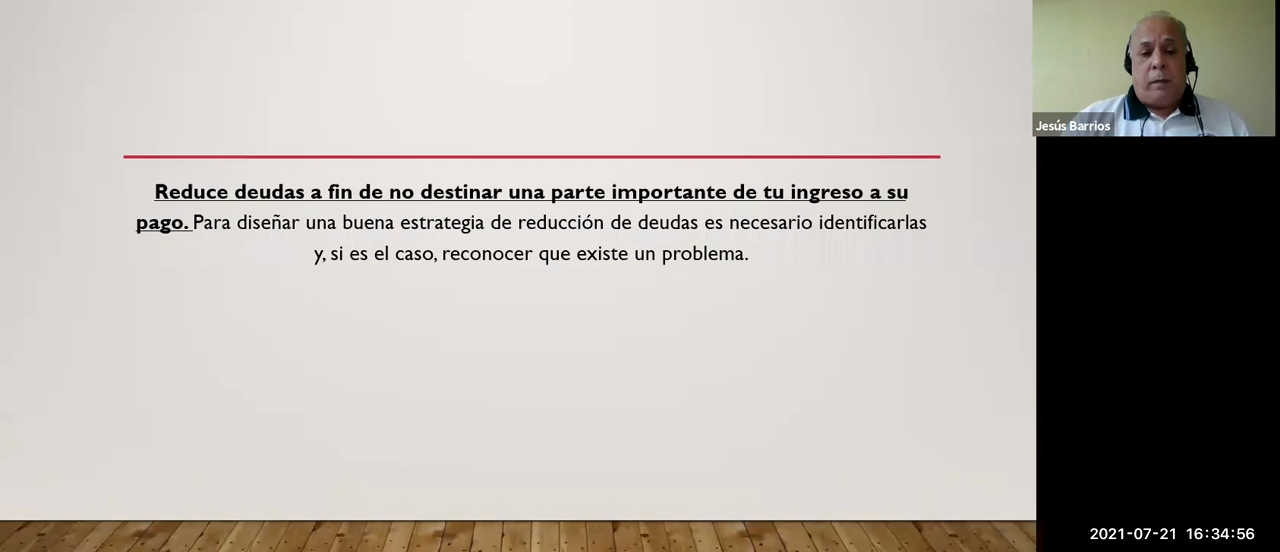 Reduce deudas a fin de no destinar una parte importante de tu ingreso a su
pago. Para diseñar una buena estrategia de reducción de deudas es necesario identificarlas
y, si es el caso, reconocer que existe un problema.
Jesús Barrios
2021-07-21 16:34:56